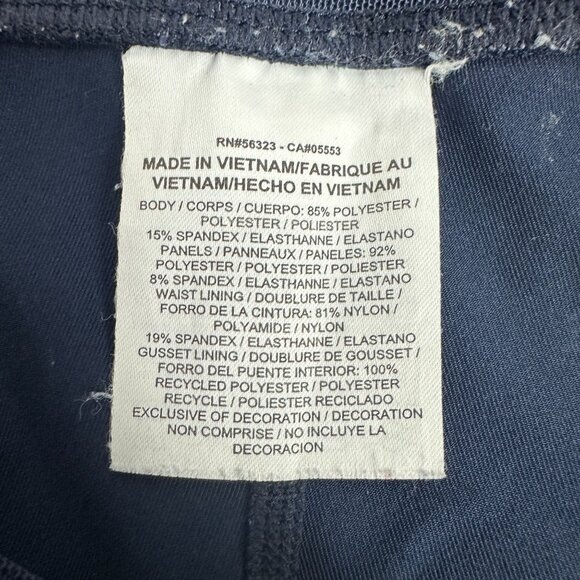 RN#56323 - CA#05553
MADE IN VIETNAM/FABRIQUE AU
VIETNAM/HECHO EN VIETNAM
BODY / CORPS / CUERPO: 85% POLYESTER /
POLYESTER / POLIESTER
15% SPANDEX / ELASTHANNE / ELASTANO
PANELS / PANNEAUX / PANELES: 92%
POLYESTER / POLYESTER / POLIESTER
8% SPANDEX / ELASTHANNE / ELASTANO
WAIST LINING / DOUBLURE DE TAILLE /
FORRO DE LA CINTURA: 81% NYLON /
POLYAMIDE / NYLON
19% SPANDEX / ELASTHANNE / ELASTANO
GUSSET LINING / DOUBLURE DE GOUSSET /
FORRO DEL PUENTE INTERIOR: 100%
RECYCLED POLYESTER / POLYESTER
RECYCLE / POLIESTER RECICLADO
EXCLUSIVE OF DECORATION / DECORATION
NON COMPRISE / NO INCLUYE LA
DECORACION